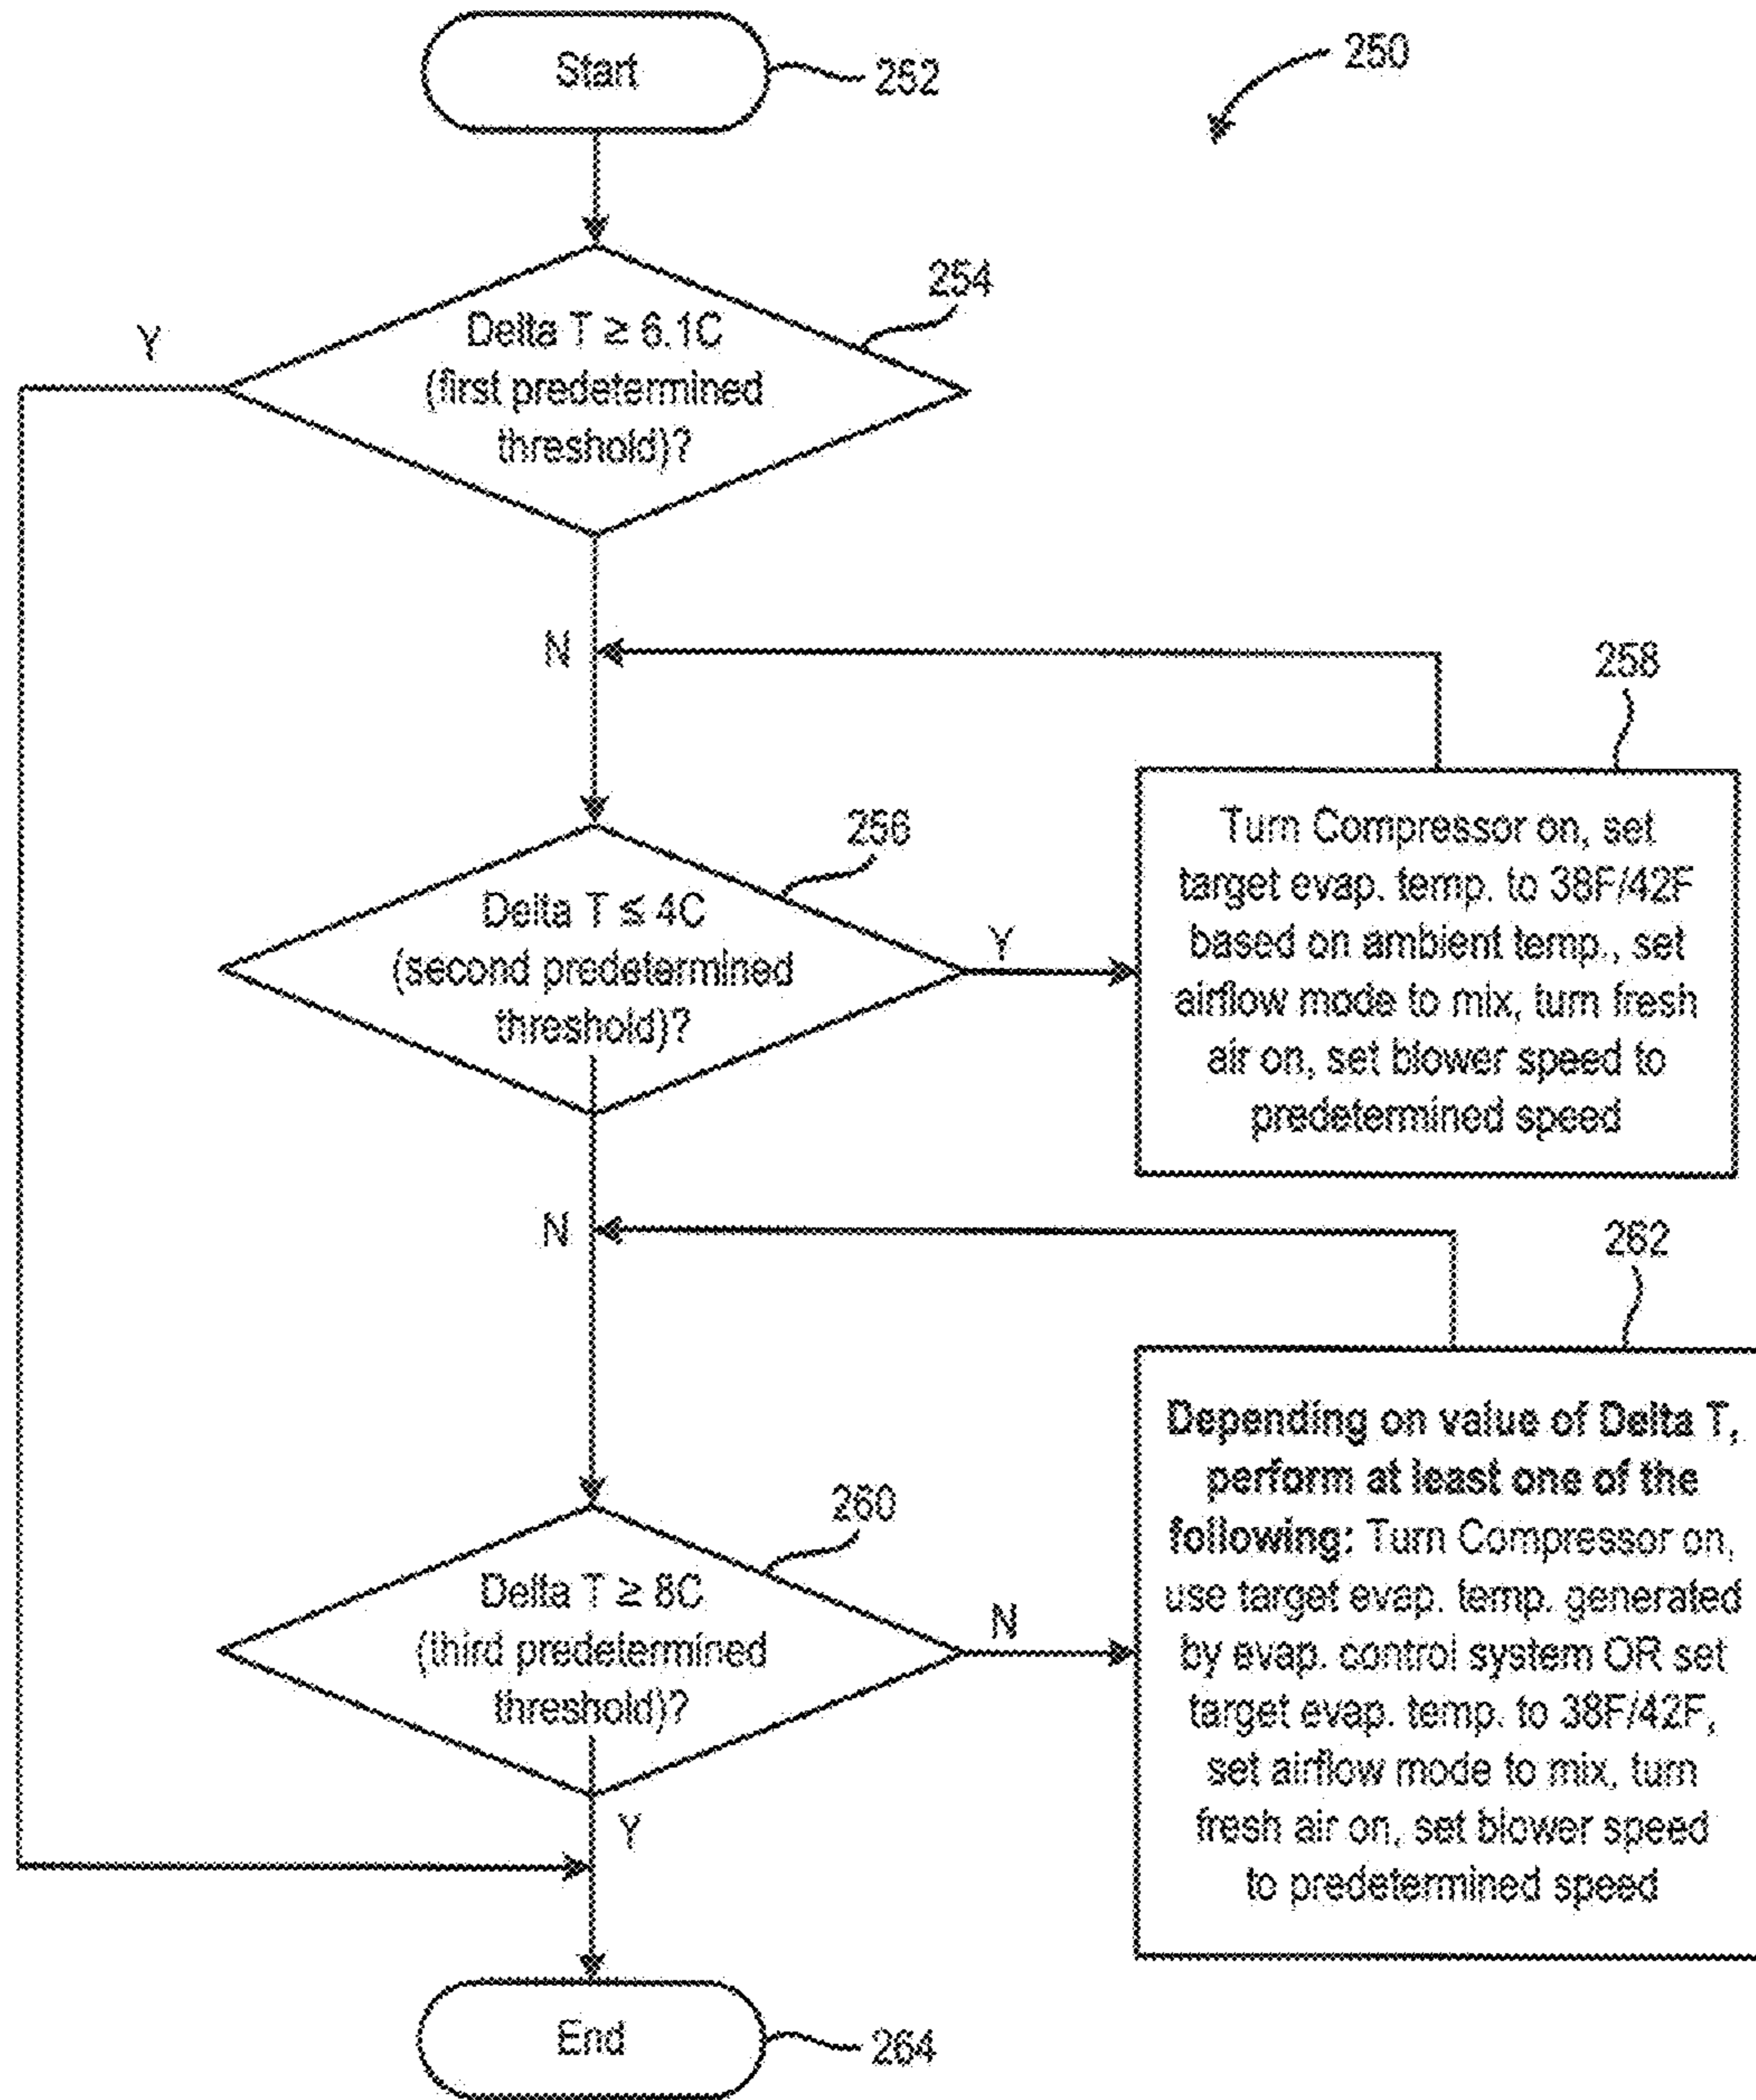 Start
252
250
254
Delta T ≥ 6.1C
(first predetermined
threshold)?
Y
N
258
Turn Compressor on, set
target evap. temp. to 38F/42F
based on ambient temp., set
airflow mode to mix, turn fresh
air on, set blower speed to
predetermined speed
256
Delta T ≤ 4C
(second predetermined
threshold)?
Y
N
262
Depending on value of Delta T,
perform at least one of the
following: Turn Compressor on,
use target evap. temp. generated
by evap. control system OR set
target evap. temp. to 38F/42F,
set airflow mode to mix, turn
fresh air on, set blower speed
to predetermined speed
260
Delta T ≥ 8C
(third predetermined
threshold)?
N
Y
End
264